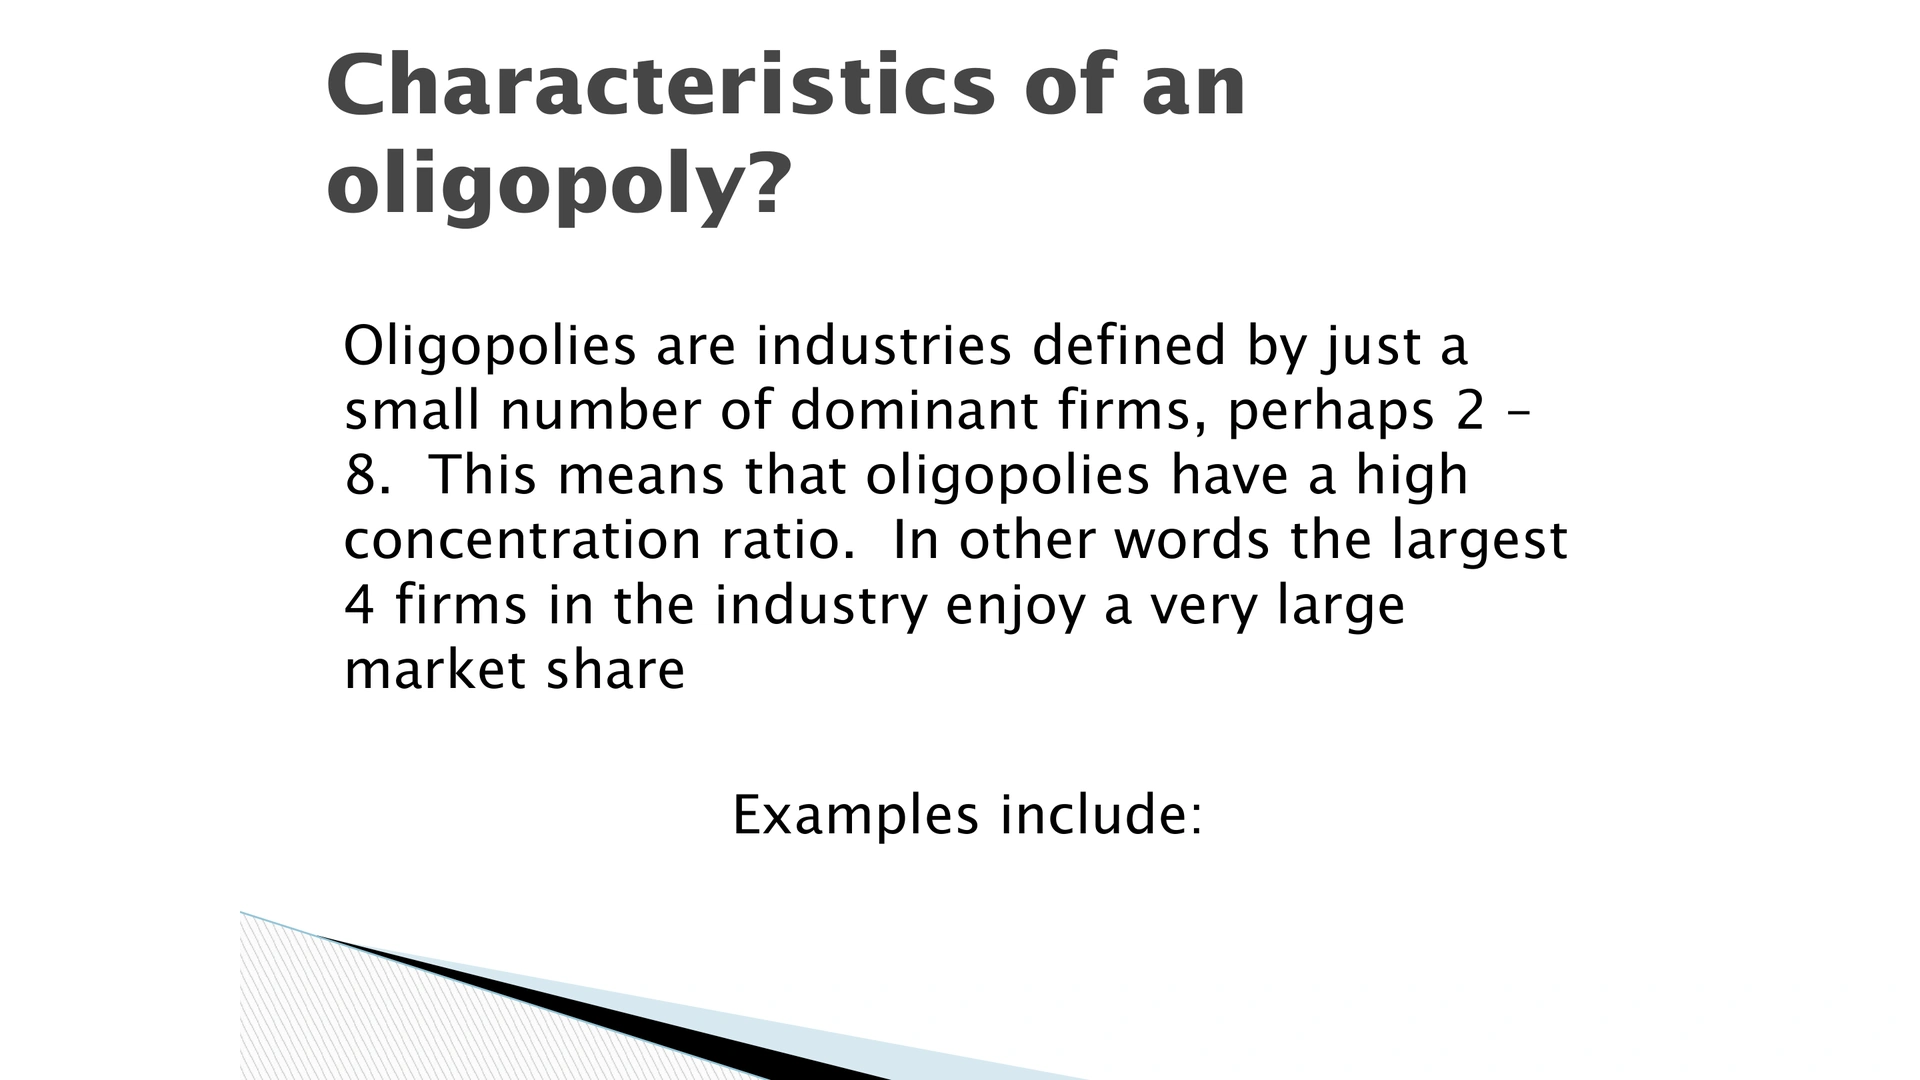 Characteristics of an
oligopoly?
Oligopolies are industries defined by just a
small number of dominant firms, perhaps 2 –
8.  This means that oligopolies have a high
concentration ratio.  In other words the largest
4 firms in the industry enjoy a very large
market share
Examples include: